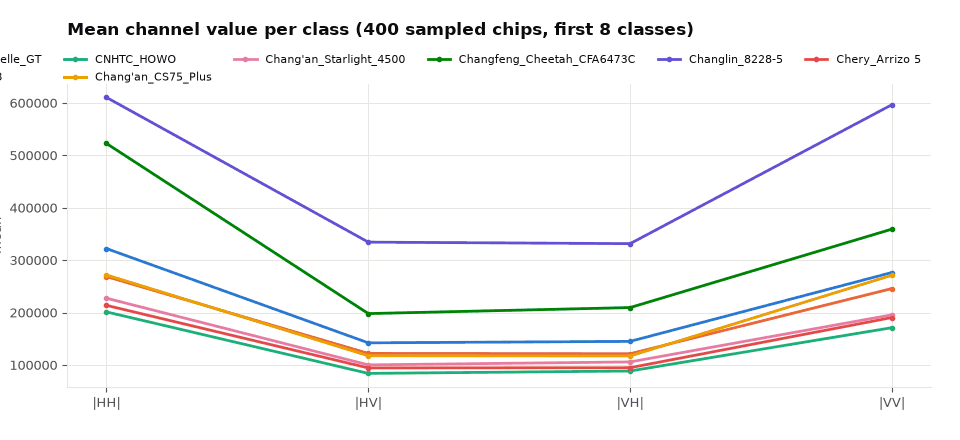 Mean channel value per class (400 sampled chips, first 8 classes)
elle_GT CNHTC_HOWO Chang'an_Starlight_4500 Changfeng_Cheetah_CFA6473C Changlin_8228-5 Chery_Arrizo 5
Chang'an_CS75_Plus
600000
500000
400000
300000
200000
100000
|HH| |HV| |VH| |VV|